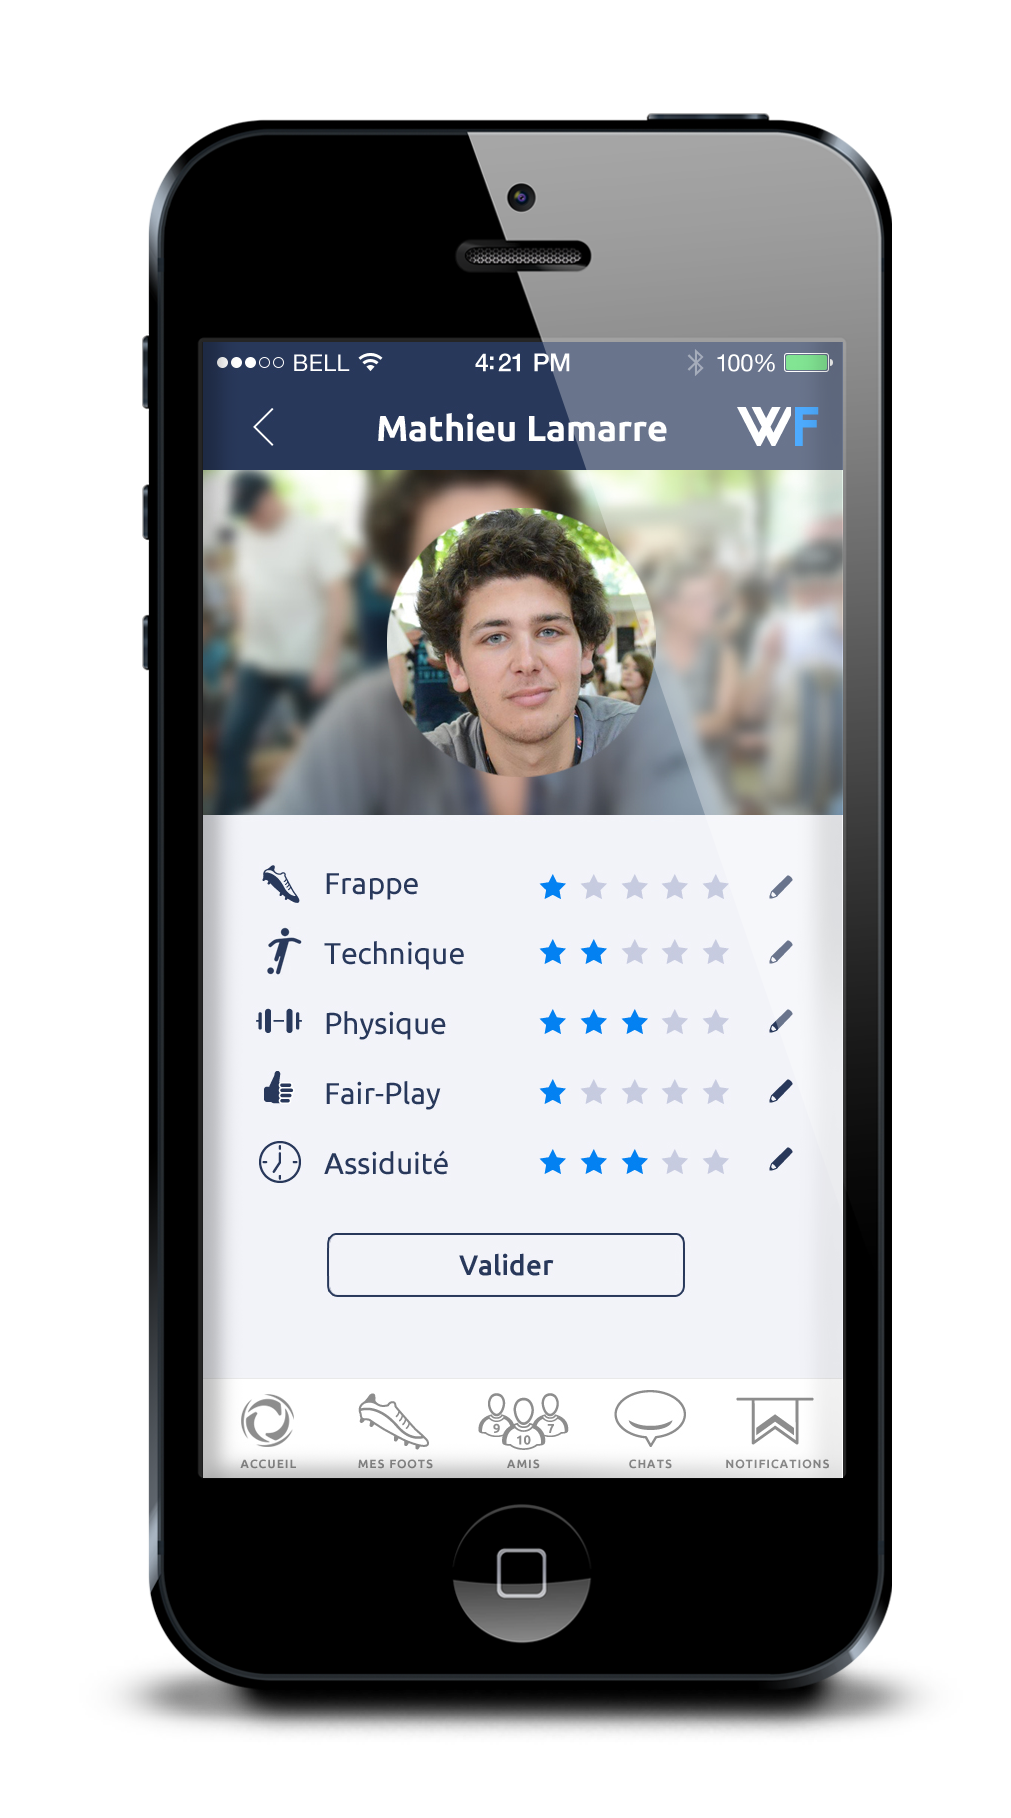 BELL 4:21 PM 100%
Mathieu Lamarre WF
Frappe
Technique
Physique
Fair-Play
Assiduité
Valider
9 10 7
ACCUEIL MES FOOTS AMIS CHATS NOTIFICATIONS